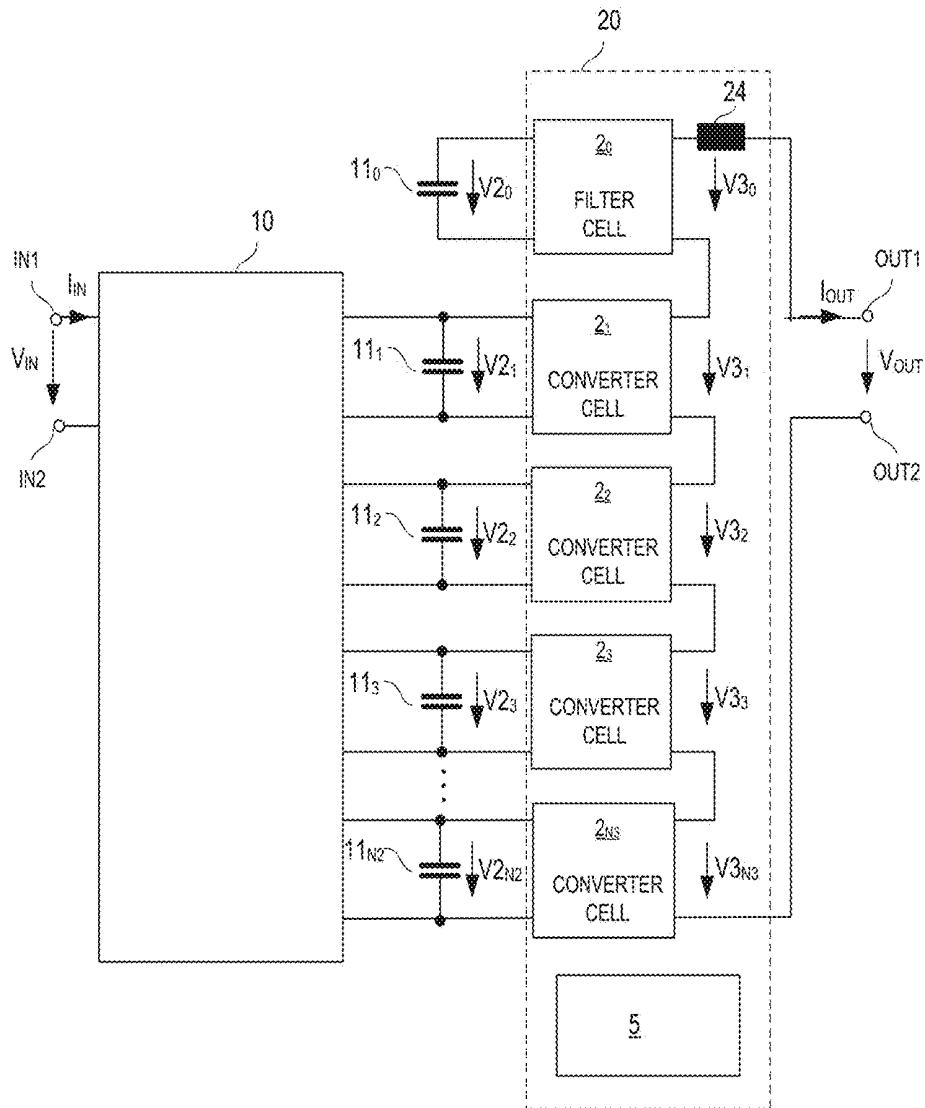 20
24
2₀
FILTER
CELL
11₀
V2₀
V3₀
10
IN1
I_IN
V_IN
IN2
I_OUT
OUT1
V_OUT
OUT2
11₁
V2₁
2₁
CONVERTER
CELL
V3₁
11₂
V2₂
2₂
CONVERTER
CELL
V3₂
11₃
V2₃
2₃
CONVERTER
CELL
V3₃
11_N2
V2_N2
2_N3
CONVERTER
CELL
V3_N3
5